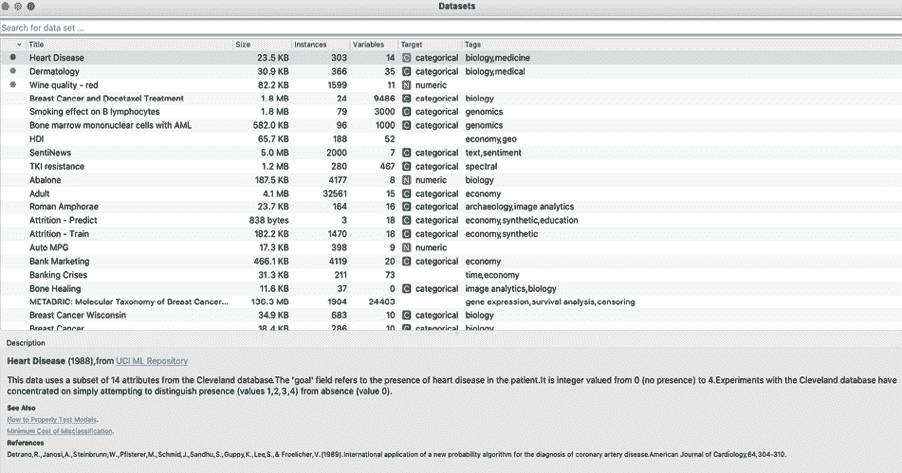 Datasets
Search for data set ...
Title Size Instances Variables Target Tags
Heart Disease 23.5 KB 303 14 C categorical biology,medicine
Dermatology 30.9 KB 366 35 C categorical biology,medical
Wine quality - red 82.2 KB 1599 11 N numeric
Breast Cancer and Docetaxel Treatment 1.8 MB 24 9486 C categorical biology
Smoking effect on B lymphocytes 1.8 MB 79 3000 C categorical genomics
Bone marrow mononuclear cells with AML 582.0 KB 96 1000 C categorical genomics
HDI 65.7 KB 188 52 economy,geo
SentiNews 5.0 MB 2000 7 C categorical text,sentiment
TKI resistance 1.2 MB 280 467 C categorical spectral
Abalone 187.5 KB 4177 8 N numeric biology
Adult 4.1 MB 32561 15 C categorical economy
Roman Amphorae 23.7 KB 164 16 C categorical archaeology,image analytics
Attrition - Predict 838 bytes 3 18 C categorical economy,synthetic,education
Attrition - Train 182.2 KB 1470 18 C categorical economy,synthetic
Auto MPG 17.3 KB 398 9 N numeric
Bank Marketing 466.1 KB 4119 20 C categorical economy
Banking Crises 31.3 KB 211 73 time,economy
Bone Healing 11.6 KB 37 0 C categorical image analytics,biology
METABRIC: Molecular Taxonomy of Breast Cancer... 136.3 MB 1904 24403 gene expression,survival analysis,censoring
Breast Cancer Wisconsin 34.9 KB 683 10 C categorical biology
Breast Cancer 18.4 KB 286 10 C categorical biology
Description
Heart Disease (1988),from UCI ML Repository
This data uses a subset of 14 attributes from the Cleveland database.The 'goal' field refers to the presence of heart disease in the patient.It is integer valued from 0 (no presence) to 4.Experiments with the Cleveland database have
concentrated on simply attempting to distinguish presence (values 1,2,3,4) from absence (value 0).
See Also
How to Properly Test Models.
Minimum Cost of Misclassification.
References
Detrano,R.,Janosi,A.,Steinbrunn,W.,Pfisterer,M.,Schmid,J.,Sandhu,S.,Guppy,K.,Lee,S., & Froelicher,V.(1989).International application of a new probability algorithm for the diagnosis of coronary artery disease.American Journal of Cardiology,64,304-310.